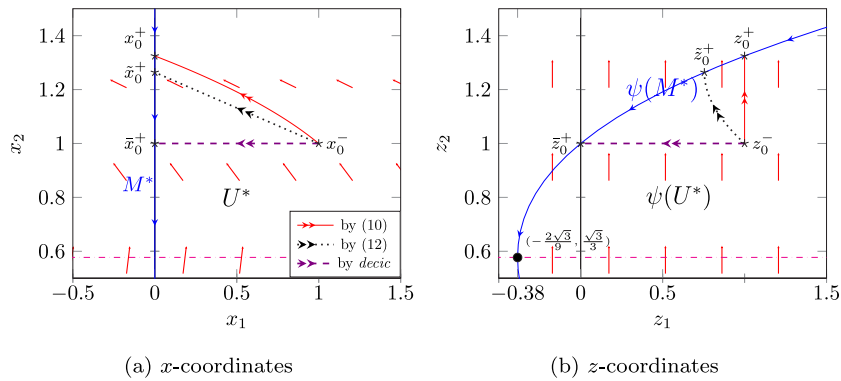 1.4
1.2
1
0.8
0.6
x₂
x₀⁺
x̃₀⁺
x̄₀⁺
x₀⁻
M*
U*
by (10)
by (12)
by decic
−0.5 0 0.5 1 1.5
x₁
(a) x-coordinates
1.4
1.2
1
0.8
0.6
z₂
z̃₀⁺
z₀⁺
ψ(M*)
z̄₀⁺
z₀⁻
ψ(U*)
(−2√3/9, √3/3)
−0.38 0 0.5 1 1.5
z₁
(b) z-coordinates